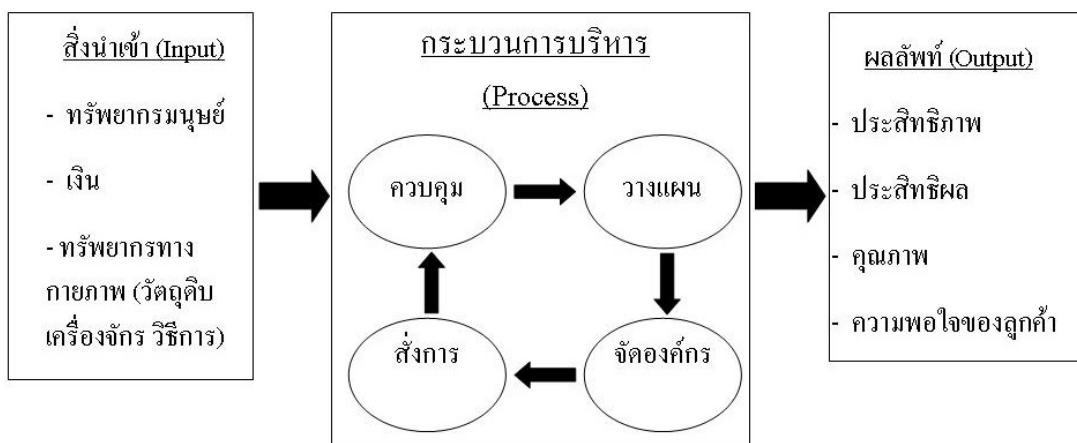 สิ่งนำเข้า (Input)
- ทรัพยากรมนุษย์
- เงิน
- ทรัพยากรทาง
กายภาพ (วัตถุดิบ
เครื่องจักร วิธีการ)
กระบวนการบริหาร
(Process)
ควบคุม
วางแผน
สั่งการ
จัดองค์กร
ผลลัพท์ (Output)
- ประสิทธิภาพ
- ประสิทธิผล
- คุณภาพ
- ความพอใจของลูกค้า